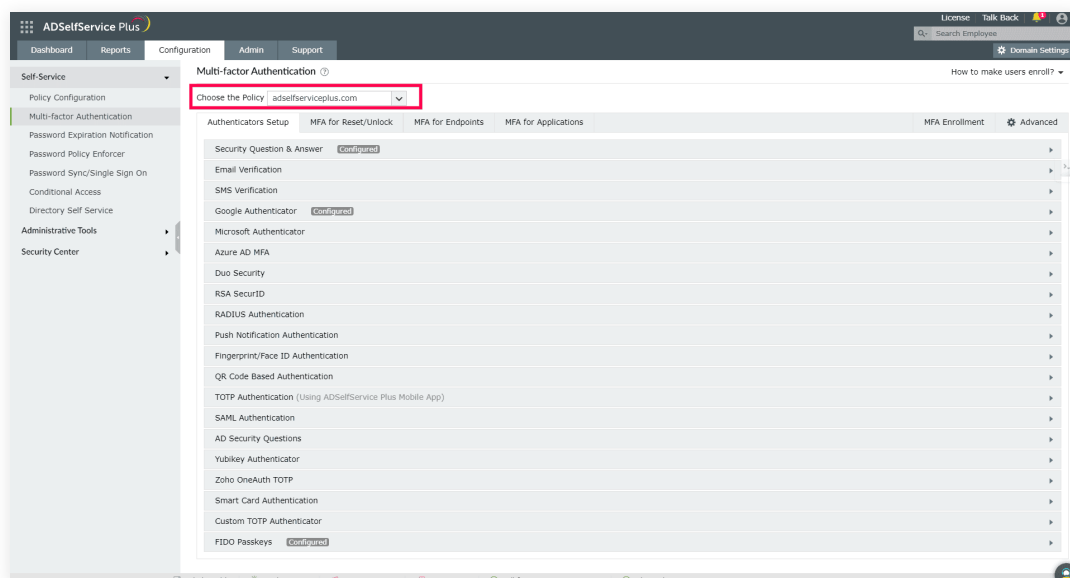 License Talk Back
ADSelfService Plus
Search Employee
Dashboard Reports Configuration Admin Support
Domain Settings
Self-Service
Policy Configuration
Multi-factor Authentication
Password Expiration Notification
Password Policy Enforcer
Password Sync/Single Sign On
Conditional Access
Directory Self Service
Administrative Tools
Security Center
Multi-factor Authentication
How to make users enroll?
Choose the Policy adselfserviceplus.com
Authenticators Setup MFA for Reset/Unlock MFA for Endpoints MFA for Applications MFA Enrollment Advanced
Security Question & Answer Configured
Email Verification
SMS Verification
Google Authenticator Configured
Microsoft Authenticator
Azure AD MFA
Duo Security
RSA SecurID
RADIUS Authentication
Push Notification Authentication
Fingerprint/Face ID Authentication
QR Code Based Authentication
TOTP Authentication (Using ADSelfService Plus Mobile App)
SAML Authentication
AD Security Questions
Yubikey Authenticator
Zoho OneAuth TOTP
Smart Card Authentication
Custom TOTP Authenticator
FIDO Passkeys Configured